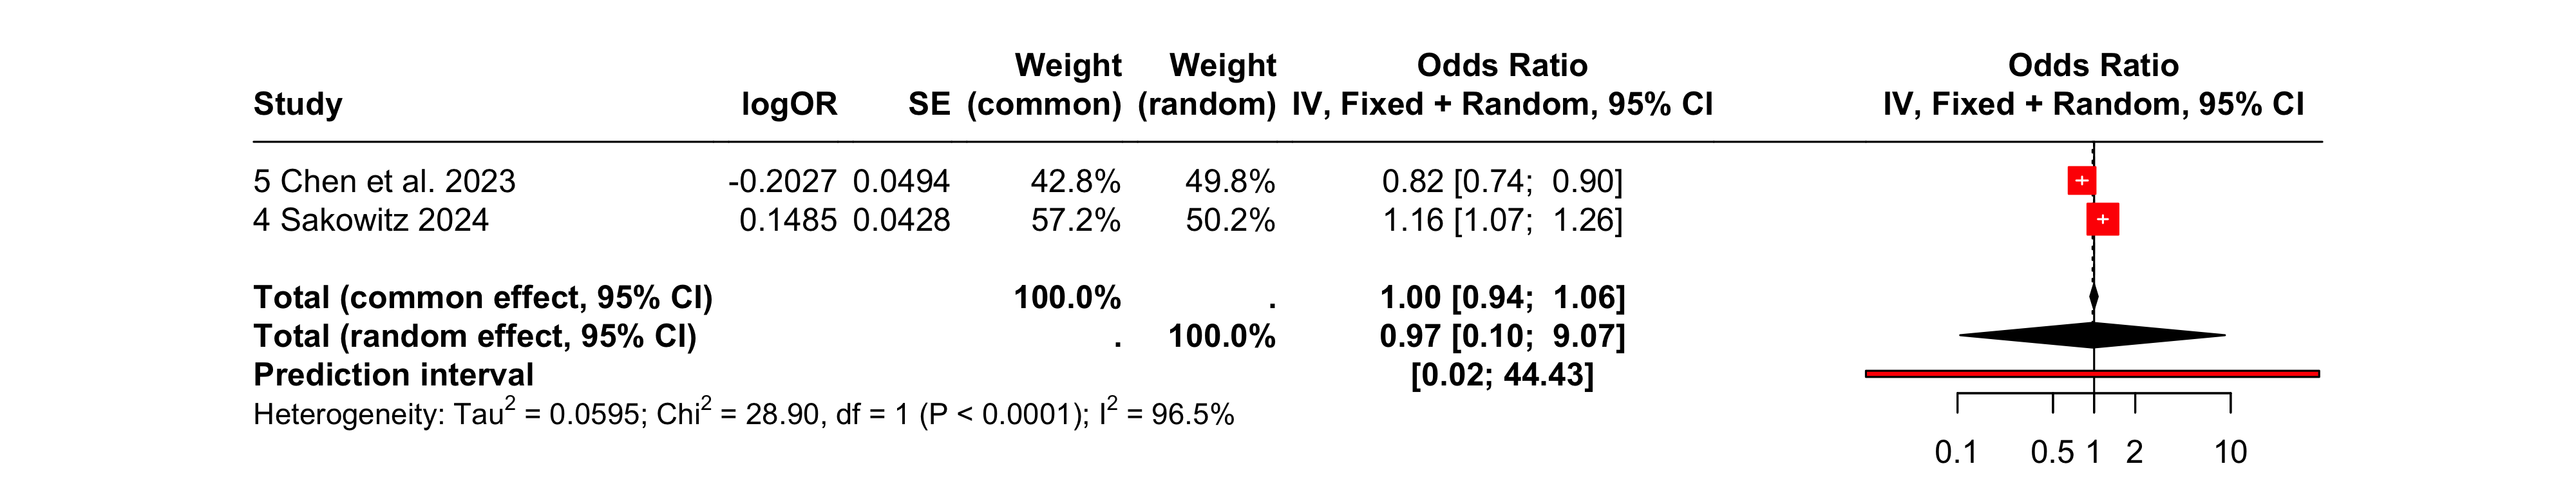 Weight Weight Odds Ratio Odds Ratio
Study logOR SE (common) (random) IV, Fixed + Random, 95% CI IV, Fixed + Random, 95% CI
5 Chen et al. 2023 -0.2027 0.0494 42.8% 49.8% 0.82 [0.74; 0.90]
4 Sakowitz 2024 0.1485 0.0428 57.2% 50.2% 1.16 [1.07; 1.26]
Total (common effect, 95% CI) 100.0% . 1.00 [0.94; 1.06]
Total (random effect, 95% CI) . 100.0% 0.97 [0.10; 9.07]
Prediction interval [0.02; 44.43]
Heterogeneity: Tau² = 0.0595; Chi² = 28.90, df = 1 (P < 0.0001); I² = 96.5%
0.1 0.5 1 2 10